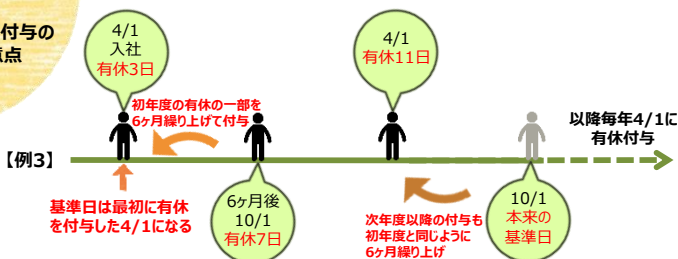 付与の
意点
4/1
入社
有休3日
4/1
有休11日
初年度の有休の一部を
6ヶ月繰り上げて付与
以降毎年4/1に
有休付与
【例3】
基準日は最初に有休
を付与した4/1になる
6ヶ月後
10/1
有休7日
次年度以降の付与も
初年度と同じように
6ヶ月繰り上げ
10/1
本来の
基準日